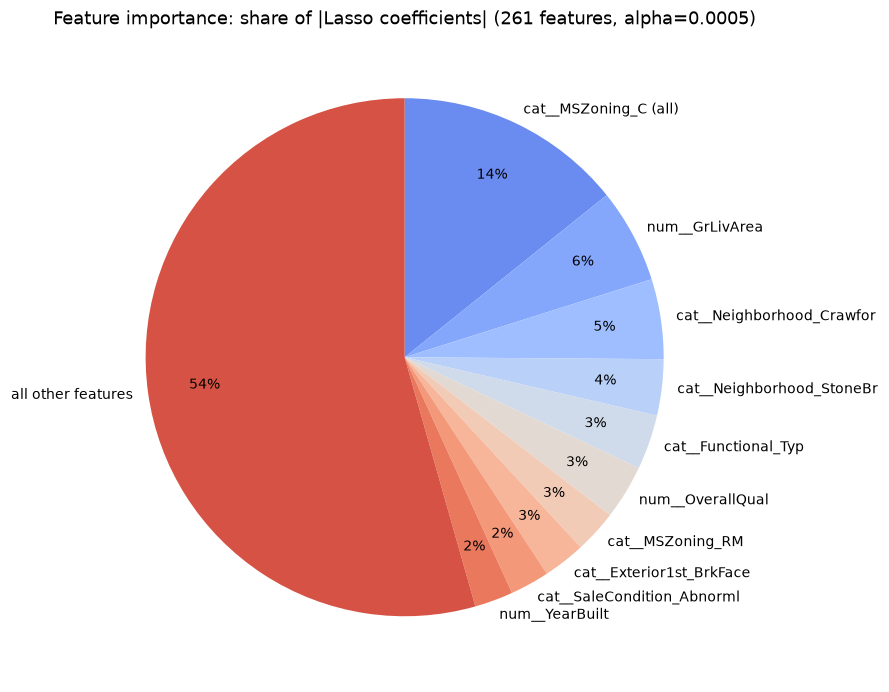 Feature importance: share of |Lasso coefficients| (261 features, alpha=0.0005)
cat__MSZoning_C (all)
14%
num__GrLivArea
6%
cat__Neighborhood_Crawfor
5%
cat__Neighborhood_StoneBr
4%
cat__Functional_Typ
3%
num__OverallQual
3%
cat__MSZoning_RM
3%
cat__Exterior1st_BrkFace
3%
cat__SaleCondition_Abnorml
2%
num__YearBuilt
2%
all other features
54%